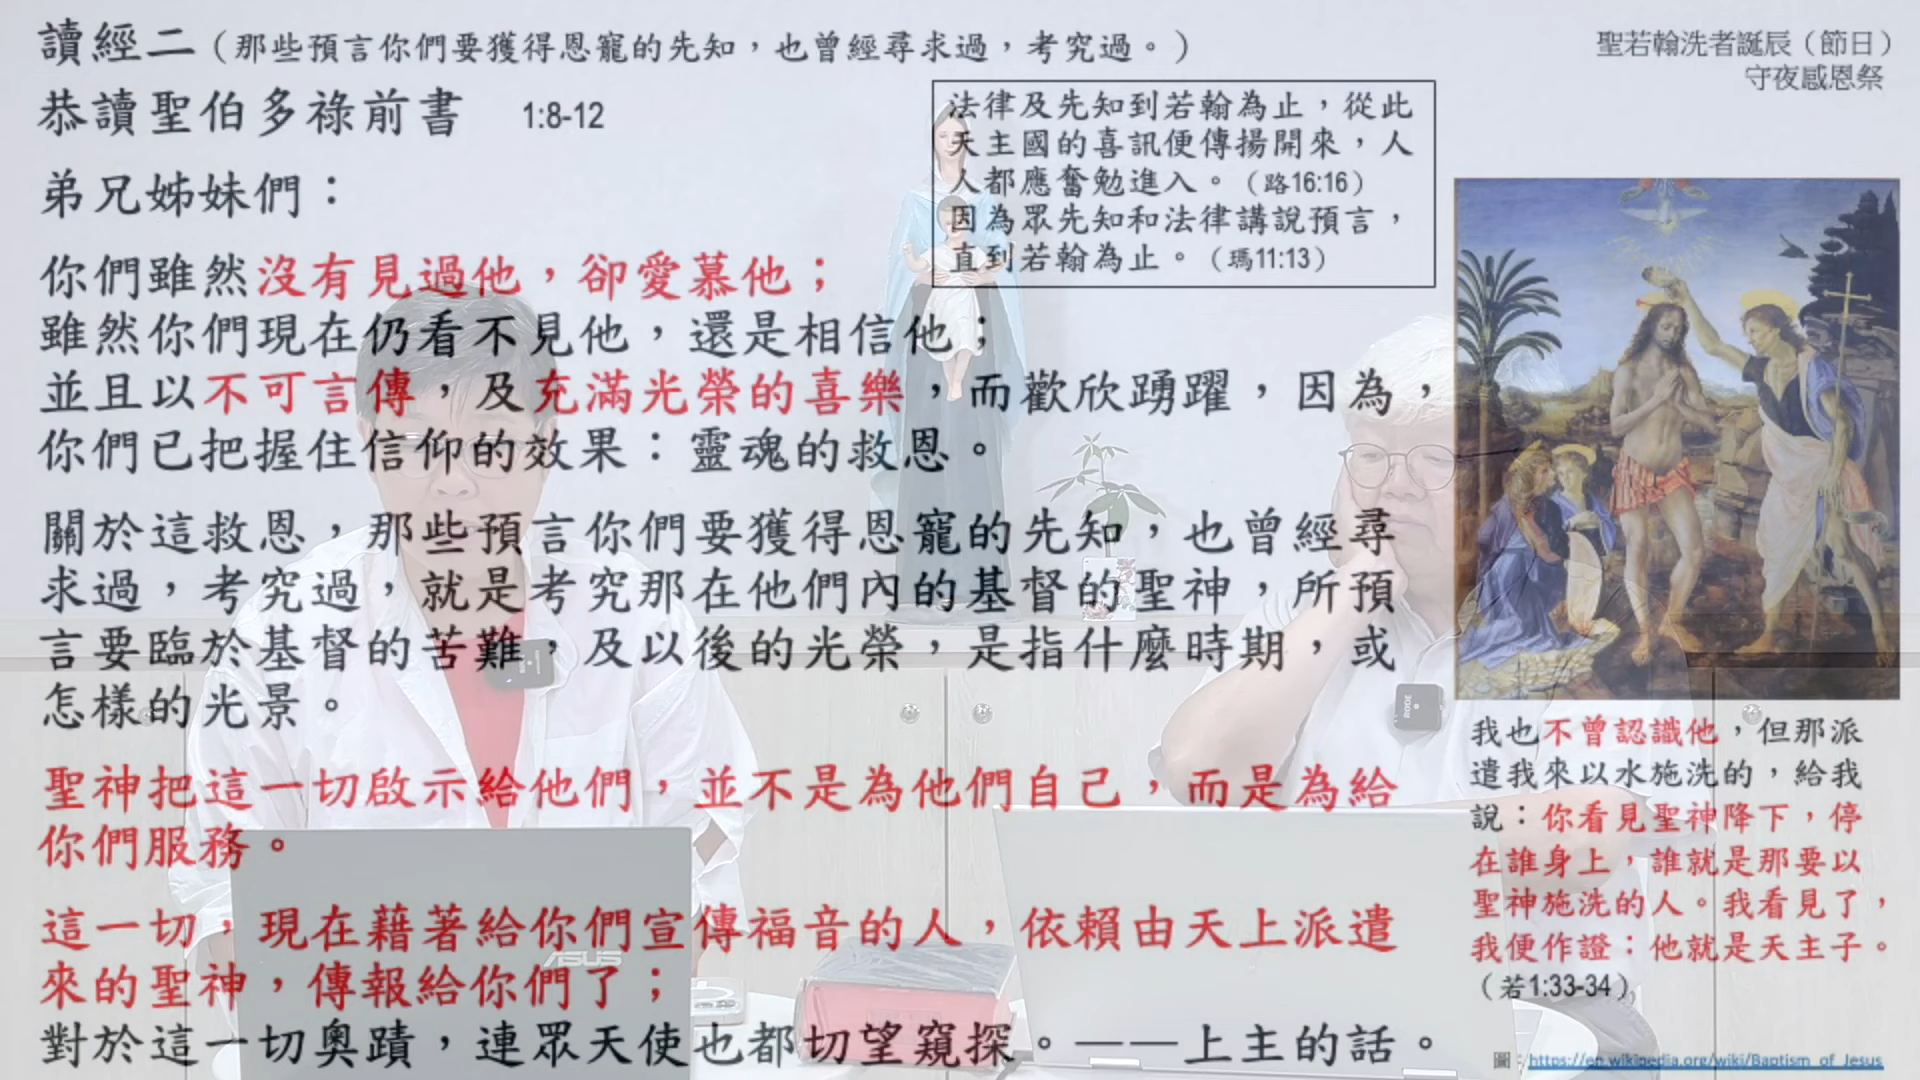 讀經二（那些預言你們要獲得恩寵的先知，也曾經尋求過，考究過。）
聖若翰洗者誕辰（節日）
守夜感恩祭
恭讀聖伯多祿前書 1:8-12
法律及先知到若翰為止，從此
天主國的喜訊便傳揚開來，人
人都應奮勉進入。（路16:16）
因為眾先知和法律講說預言，
直到若翰為止。（瑪11:13）
弟兄姊妹們：
你們雖然沒有見過他，卻愛慕他；
雖然你們現在仍看不見他，還是相信他；
並且以不可言傳，及充滿光榮的喜樂，而歡欣踴躍，因為，
你們已把握住信仰的效果：靈魂的救恩。
關於這救恩，那些預言你們要獲得恩寵的先知，也曾經尋
求過，考究過，就是考究那在他們內的基督的聖神，所預
言要臨於基督的苦難，及以後的光榮，是指什麼時期，或
怎樣的光景。
聖神把這一切啟示給他們，並不是為他們自己，而是為給
你們服務。
這一切，現在藉著給你們宣傳福音的人，依賴由天上派遣
來的聖神，傳報給你們了；
對於這一切奧蹟，連眾天使也都切望窺探。——上主的話。
我也不曾認識他，但那派
遣我來以水施洗的，給我
說：你看見聖神降下，停
在誰身上，誰就是那要以
聖神施洗的人。我看見了，
我便作證：他就是天主子。
（若1:33-34）
圖：https://en.wikipedia.org/wiki/Baptism_of_Jesus
ASUS
RODE